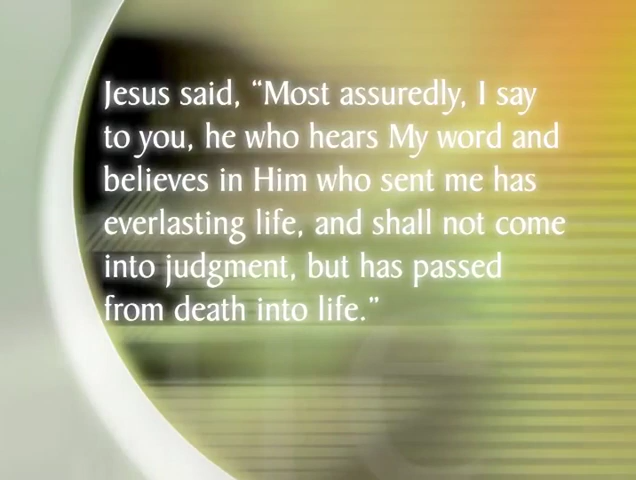 Jesus said, “Most assuredly, I say
to you, he who hears My word and
believes in Him who sent me has
everlasting life, and shall not come
into judgment, but has passed
from death into life.”